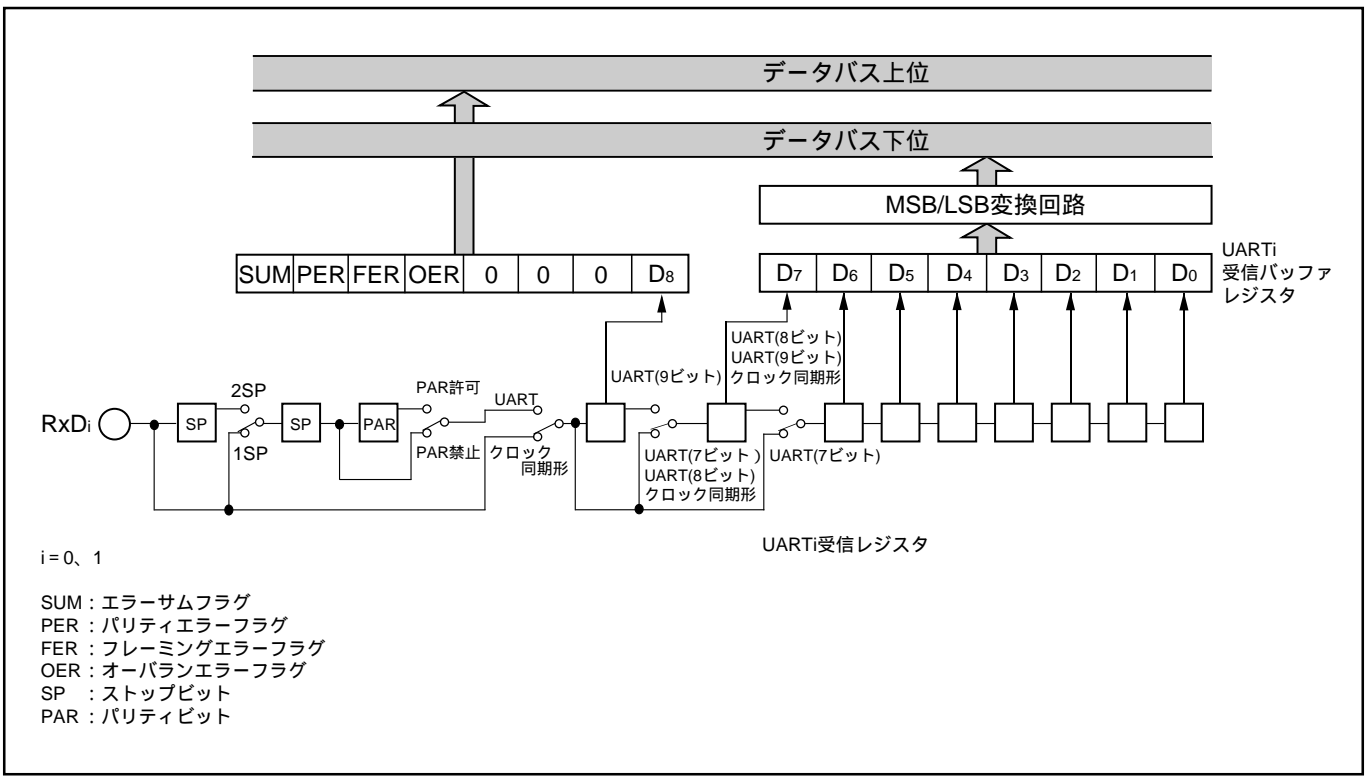 データバス上位
データバス下位
MSB/LSB変換回路
SUM PER FER OER 0 0 0 D8
D7 D6 D5 D4 D3 D2 D1 D0
UARTi
受信バッファ
レジスタ
UART(8ビット)
UART(9ビット)
クロック同期形
UART(9ビット)
RxDi
SP
2SP
1SP
SP
PAR
PAR許可
PAR禁止
UART
クロック
同期形
UART(7ビット)
UART(8ビット)
クロック同期形
UART(7ビット)
UARTi受信レジスタ
i = 0、1
SUM : エラーサムフラグ
PER : パリティエラーフラグ
FER : フレーミングエラーフラグ
OER : オーバランエラーフラグ
SP : ストップビット
PAR : パリティビット